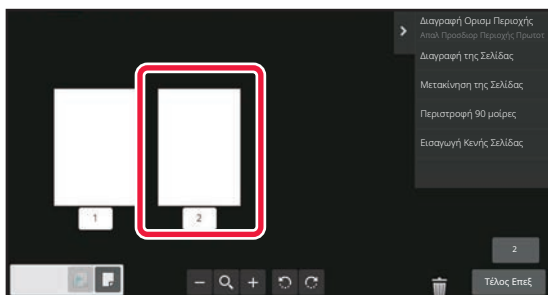 Διαγραφή Ορισμ Περιοχής
Απαλ Προσδιορ Περιοχής Πρωτοτ
Διαγραφή της Σελίδας
Μετακίνηση της Σελίδας
Περιστροφή 90 μοίρες
Εισαγωγή Κενής Σελίδας
1
2
2
Τέλος Επεξ